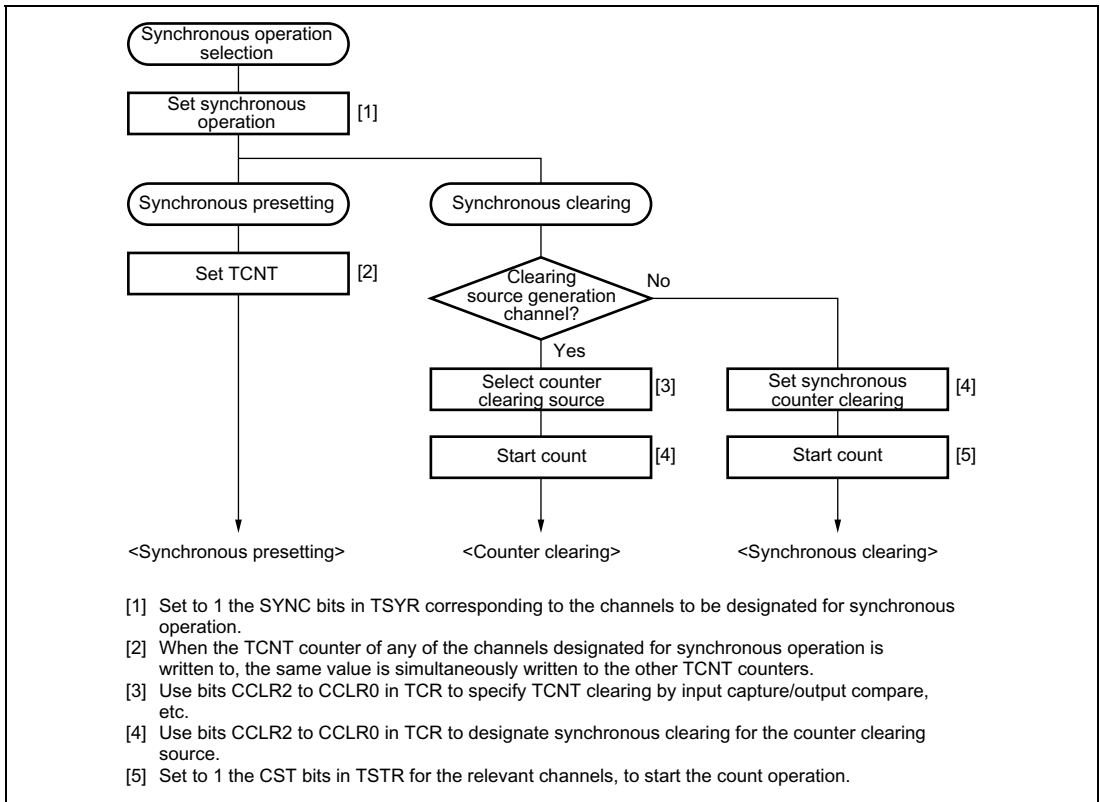 Synchronous operation
selection
Set synchronous
operation
[1]
Synchronous presetting
Synchronous clearing
Set TCNT
[2]
Clearing
source generation
channel?
No
Yes
Select counter
clearing source
[3]
Set synchronous
counter clearing
[4]
Start count
[4]
Start count
[5]
<Synchronous presetting>
<Counter clearing>
<Synchronous clearing>
[1] Set to 1 the SYNC bits in TSYR corresponding to the channels to be designated for synchronous
operation.
[2] When the TCNT counter of any of the channels designated for synchronous operation is
written to, the same value is simultaneously written to the other TCNT counters.
[3] Use bits CCLR2 to CCLR0 in TCR to specify TCNT clearing by input capture/output compare,
etc.
[4] Use bits CCLR2 to CCLR0 in TCR to designate synchronous clearing for the counter clearing
source.
[5] Set to 1 the CST bits in TSTR for the relevant channels, to start the count operation.